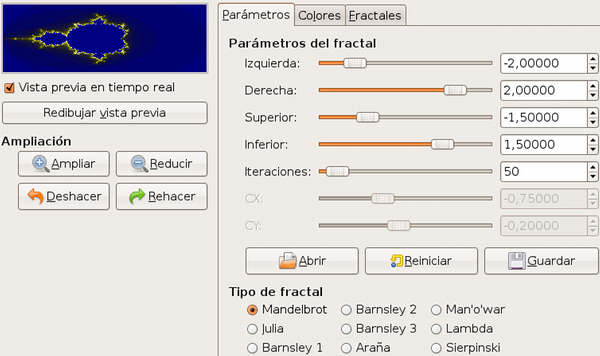 Parámetros Colores Fractales
Vista previa en tiempo real
Redibujar vista previa
Ampliación
Ampliar Reducir
Deshacer Rehacer
Parámetros del fractal
Izquierda: -2,00000
Derecha: 2,00000
Superior: -1,50000
Inferior: 1,50000
Iteraciones: 50
CX: -0,75000
CY: -0,20000
Abrir Reiniciar Guardar
Tipo de fractal
Mandelbrot Barnsley 2 Man'o'war
Julia Barnsley 3 Lambda
Barnsley 1 Araña Sierpinski